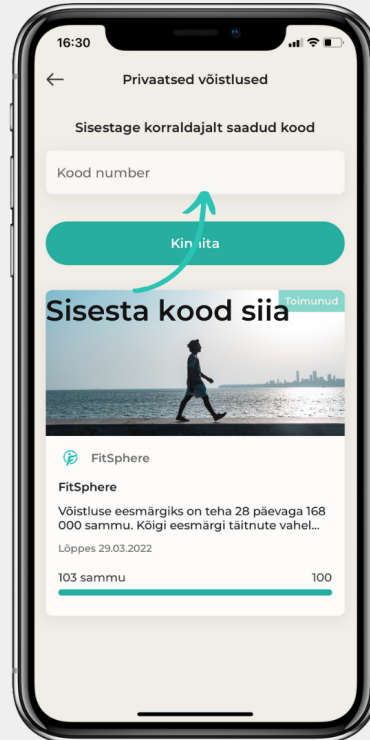 16:30
Privaatsed võistlused
Sisestage korraldajalt saadud kood
Kood number
Kinnita
Sisesta kood siia
Toimunud
FitSphere
FitSphere
Võistluse eesmärgiks on teha 28 päevaga 168
000 sammu. Kõigi eesmärgi täitnute vahel...
Lõppes 29.03.2022
103 sammu 100